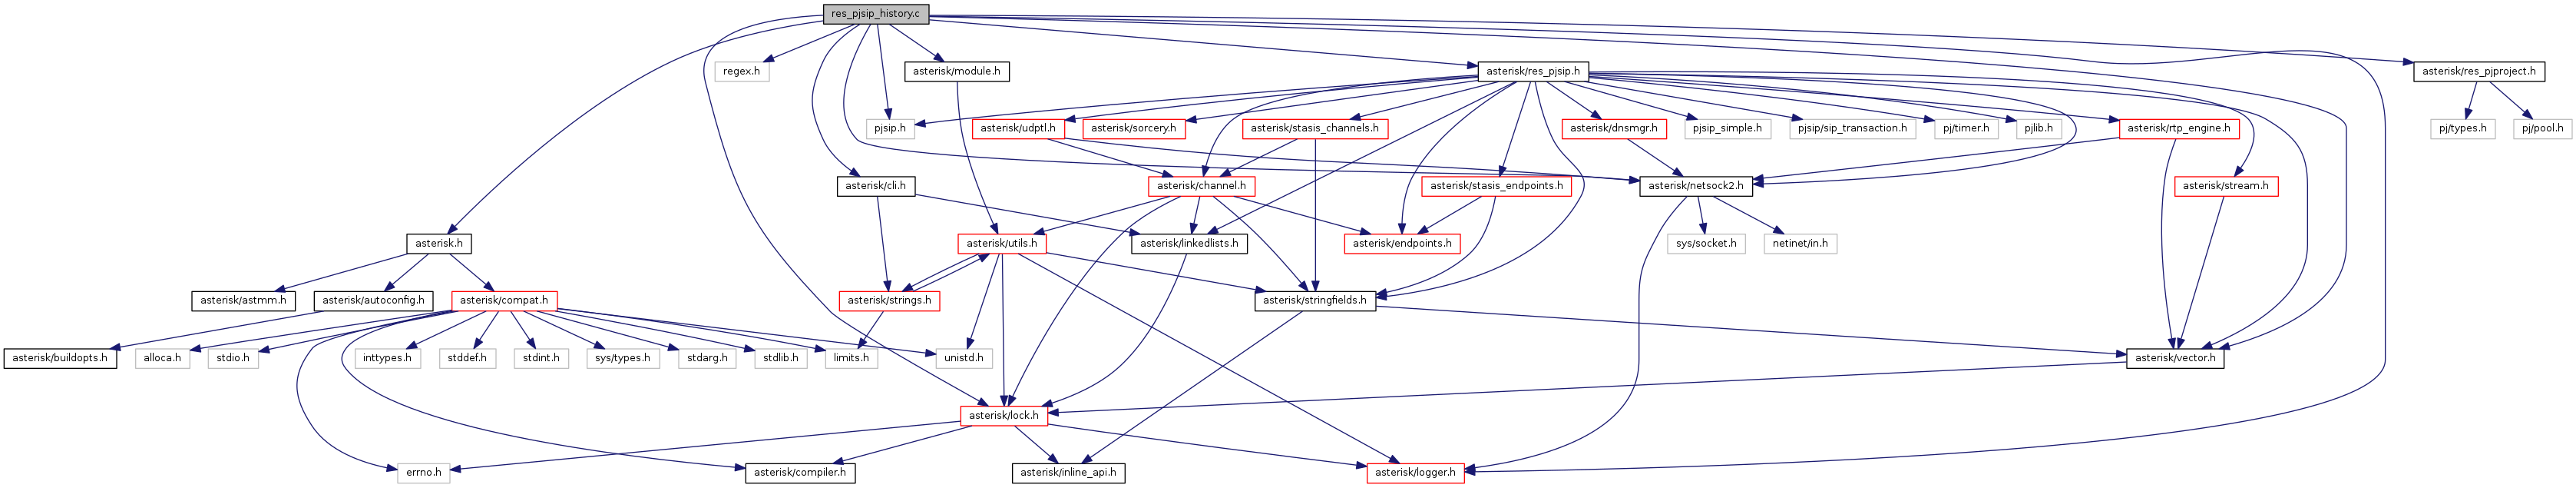 res_pjsip_history.c
regex.h
asterisk/module.h
asterisk/res_pjsip.h
asterisk/res_pjproject.h
pjsip.h
asterisk/udptl.h
asterisk/sorcery.h
asterisk/stasis_channels.h
asterisk/dnsmgr.h
pjsip_simple.h
pjsip/sip_transaction.h
pj/timer.h
pjlib.h
asterisk/rtp_engine.h
pj/types.h
pj/pool.h
asterisk/cli.h
asterisk/channel.h
asterisk/stasis_endpoints.h
asterisk/netsock2.h
asterisk/stream.h
asterisk.h
asterisk/utils.h
asterisk/linkedlists.h
asterisk/endpoints.h
sys/socket.h
netinet/in.h
asterisk/astmm.h
asterisk/autoconfig.h
asterisk/compat.h
asterisk/strings.h
asterisk/stringfields.h
asterisk/buildopts.h
alloca.h
stdio.h
inttypes.h
stddef.h
stdint.h
sys/types.h
stdarg.h
stdlib.h
limits.h
unistd.h
asterisk/vector.h
asterisk/lock.h
errno.h
asterisk/compiler.h
asterisk/inline_api.h
asterisk/logger.h